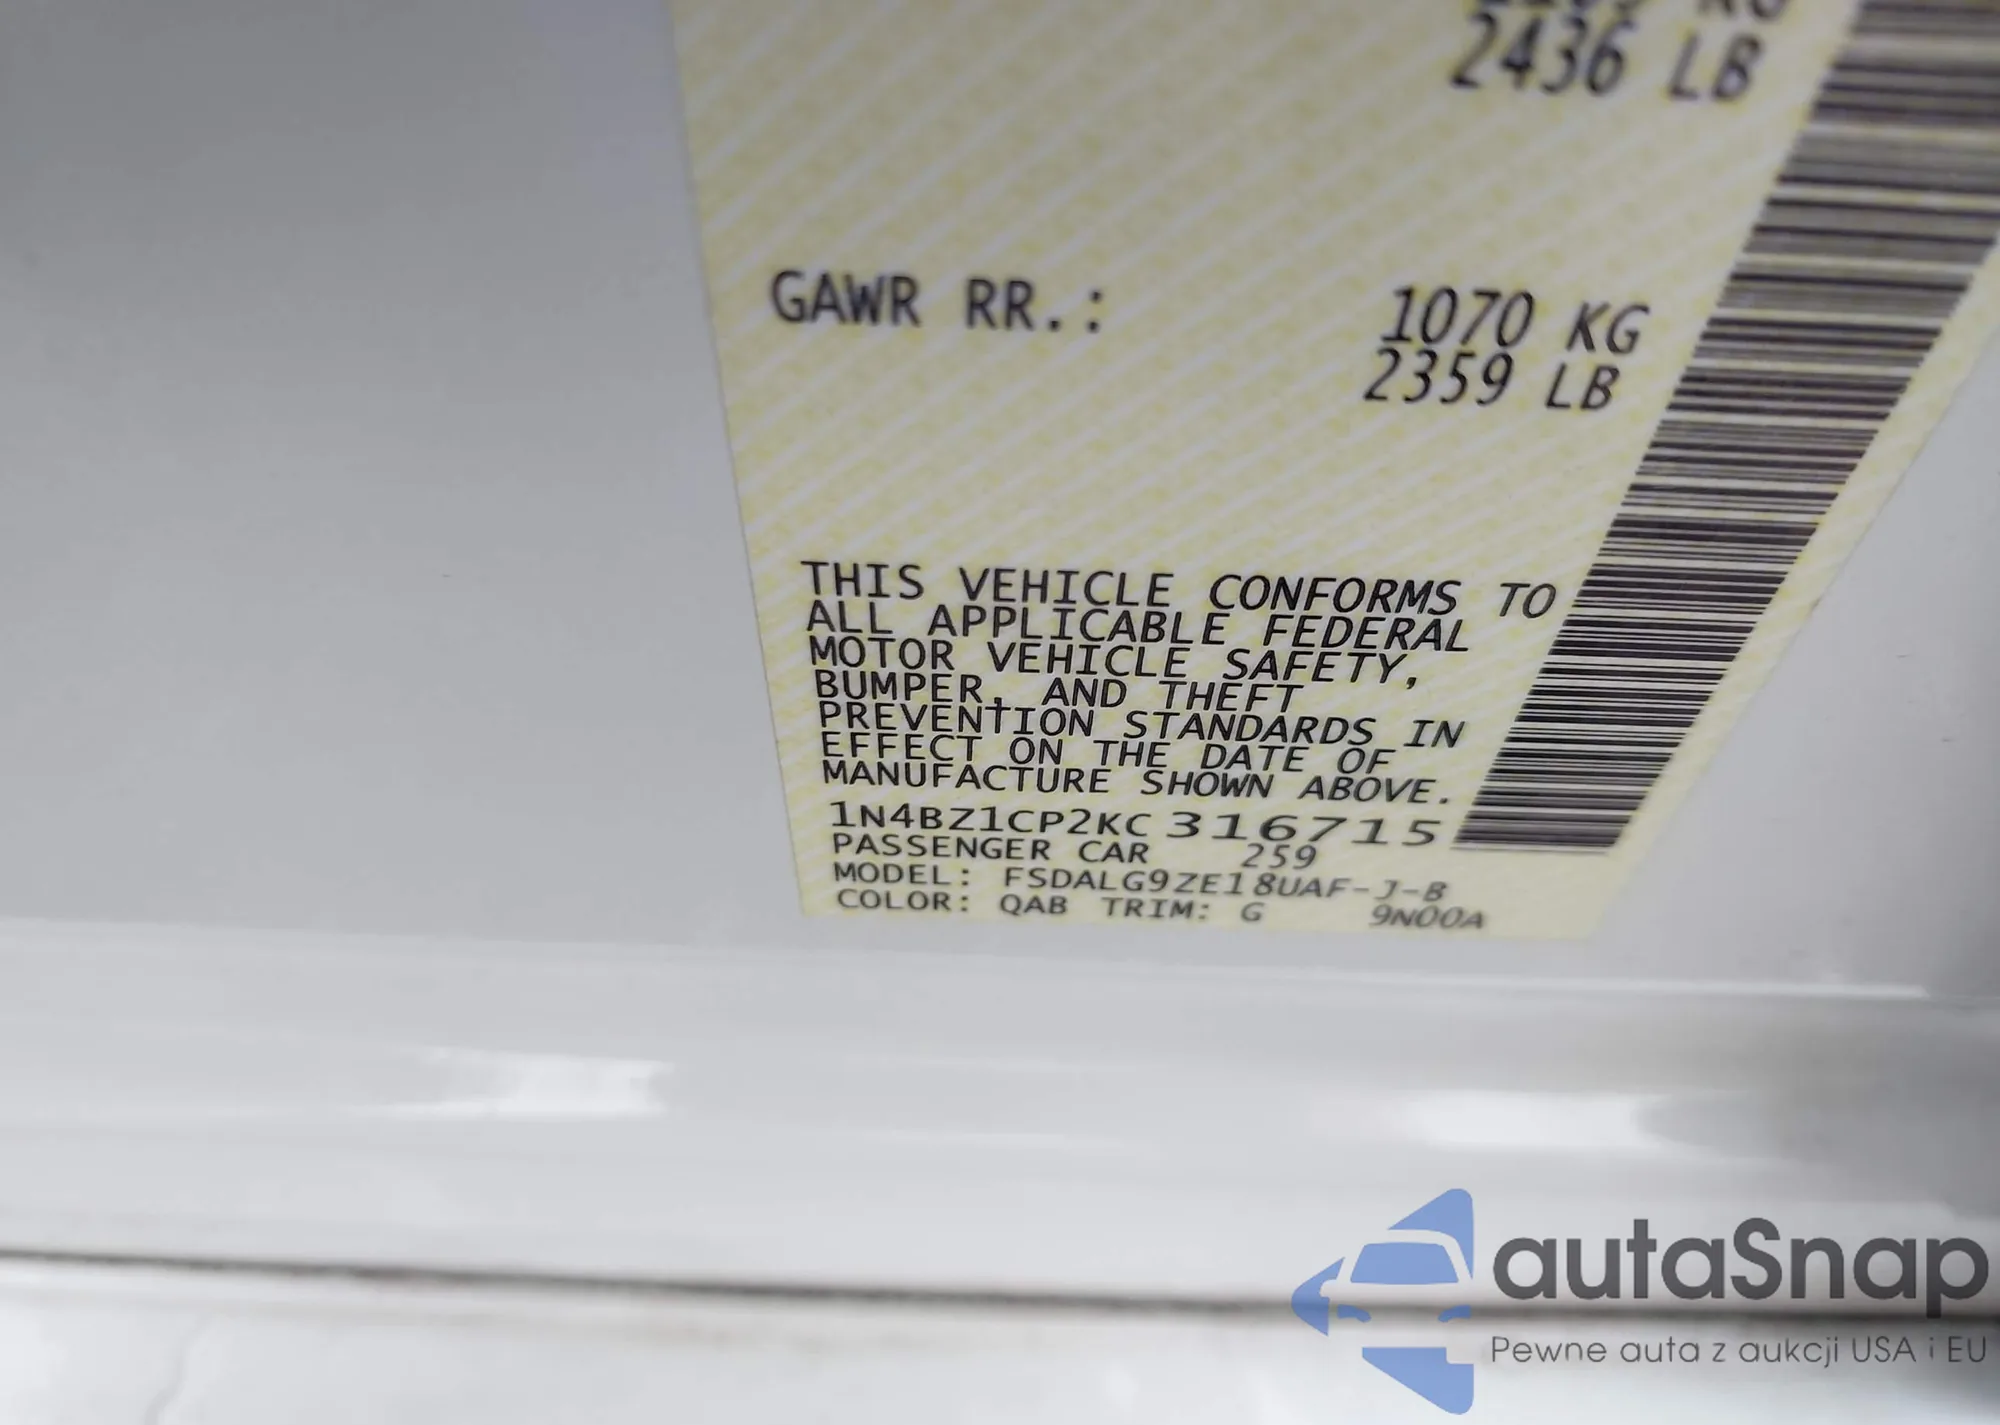 2436 LB
GAWR RR.: 1070 KG
2359 LB
THIS VEHICLE CONFORMS TO
ALL APPLICABLE FEDERAL
MOTOR VEHICLE SAFETY,
BUMPER, AND THEFT
PREVENTION STANDARDS IN
EFFECT ON THE DATE OF
MANUFACTURE SHOWN ABOVE.
1N4BZ1CP2KC316715
PASSENGER CAR 259
MODEL: FSDALG9ZE18UAF-J-B
COLOR: QAB TRIM: G 9N00A
autaSnap
Pewne auta z aukcji USA i EU